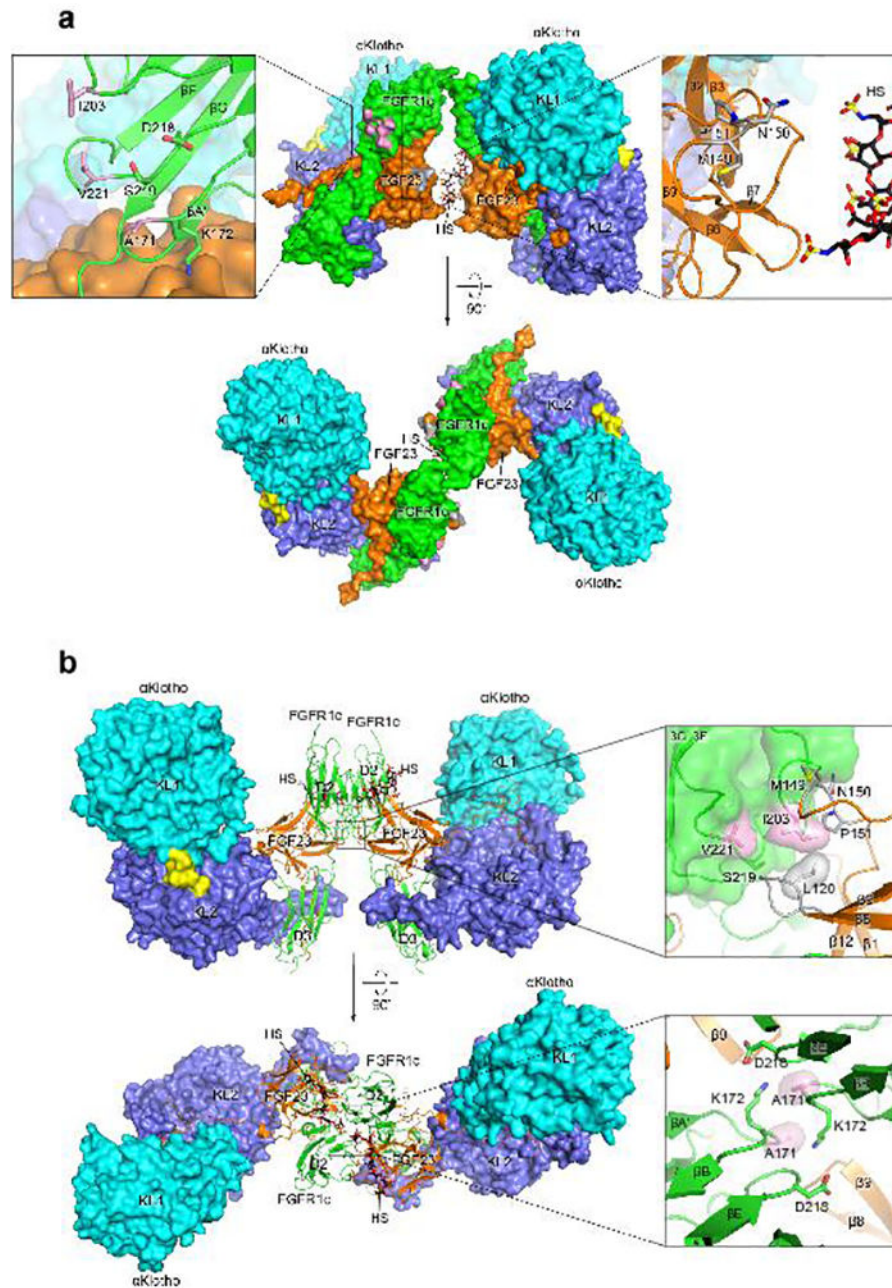 a
αKlotho
αKlotho
KL1
FGFR1c
KL1
KL2
FGF23
FGF23
KL2
HS
I203
βF
βG
D218
V221
S219
βA'
A171
K172
β3
HS
P151
N150
M149
β9
β7
β6
90°
αKlotho
KL1
KL2
FGFR1c
HS
FGF23
FGF23
KL2
FGFR1c
KL1
αKlotho
b
αKlotho
FGFR1c
FGFR1c
αKlotho
KL1
HS
D2
D2
HS
KL1
FGF23
FGF23
KL2
KL2
D3
D3
M149
N150
I203
P151
V221
S219
L120
β12
β1
90°
αKlotho
HS
FGFR1c
KL2
FGF23
D2
KL1
D2
FGF23
KL2
KL1
FGFR1c
HS
αKlotho
D218
K172
A171
βA'
K172
A171
βB
βE
D218
β9
β8